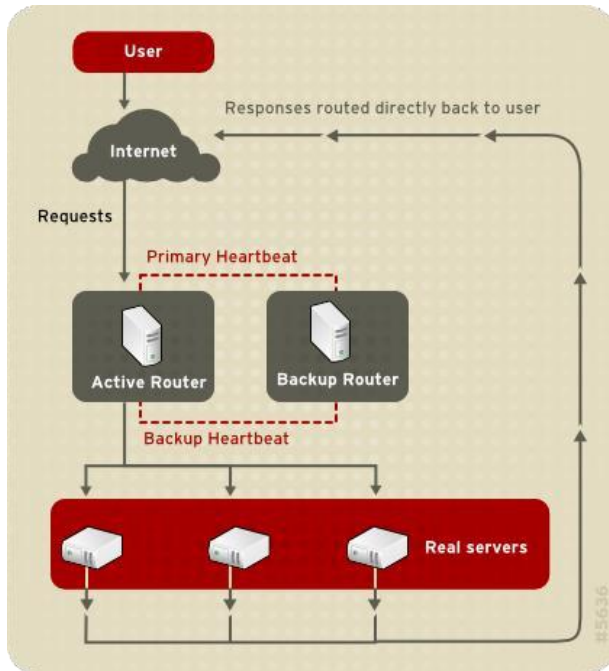 User
Responses routed directly back to user
Internet
Requests
Primary Heartbeat
Active Router
Backup Router
Backup Heartbeat
Real servers
#5636